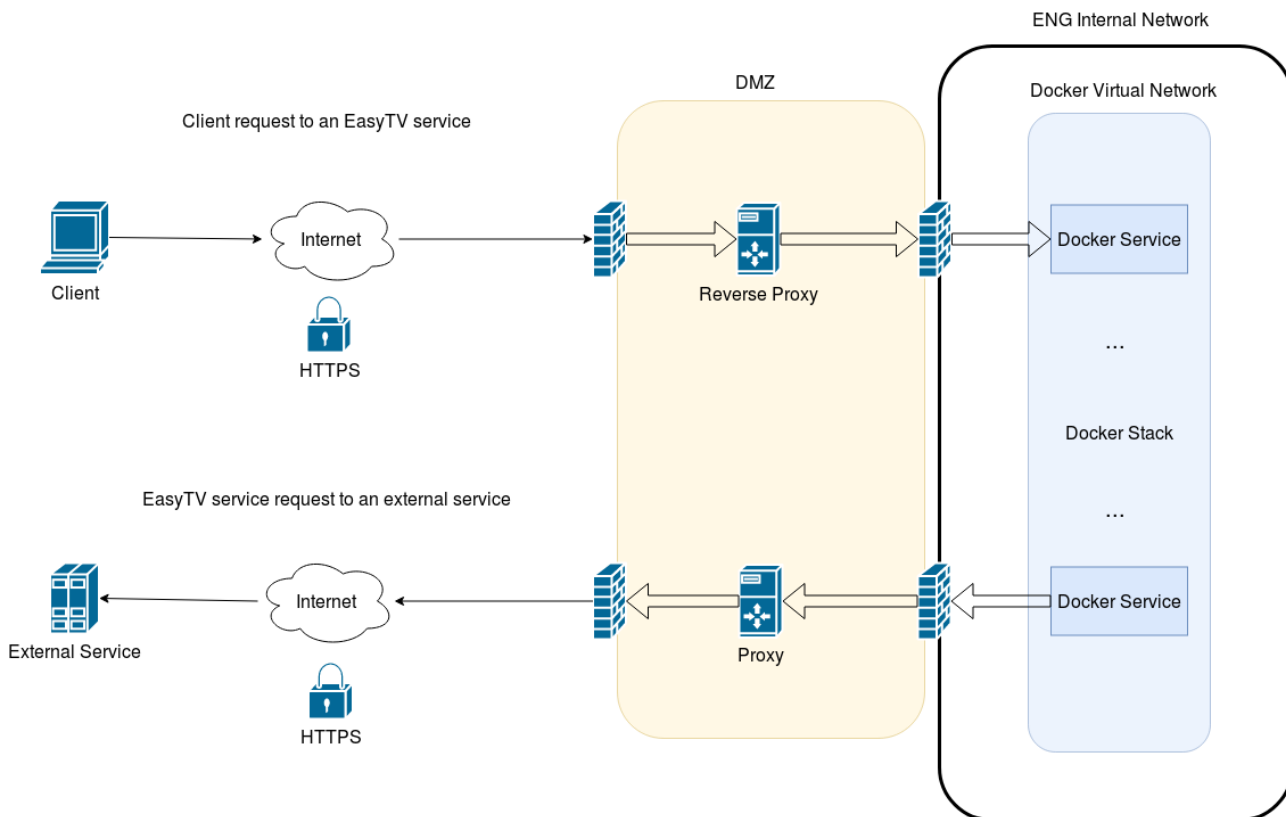 ENG Internal Network
DMZ
Docker Virtual Network
Client request to an EasyTV service
Internet
Docker Service
Client
Reverse Proxy
HTTPS
...
Docker Stack
EasyTV service request to an external service
...
Internet
Docker Service
External Service
Proxy
HTTPS